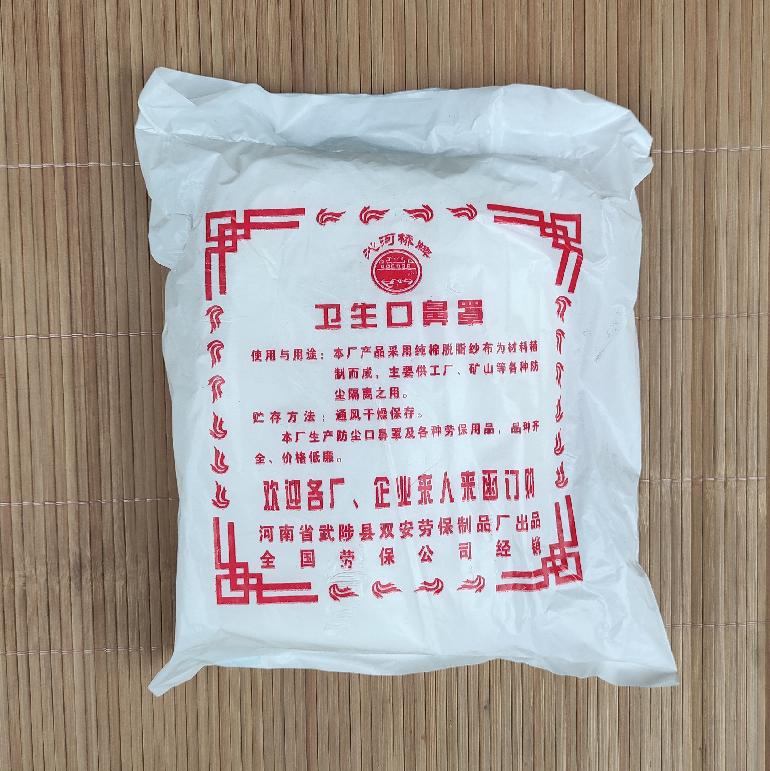 沁河桥牌
卫生口鼻罩
使用与用途：本厂产品采用纯棉脱脂纱布为材料精
制而成，主要供工厂、矿山等各种防
尘隔离之用。
贮存方法：通风干燥保存。
本厂生产防尘口鼻罩及各种劳保用品，品种齐
全、价格低廉。
欢迎各厂、企业来人来函订购
河南省武陟县双安劳保制品厂出品
全国劳保公司经销